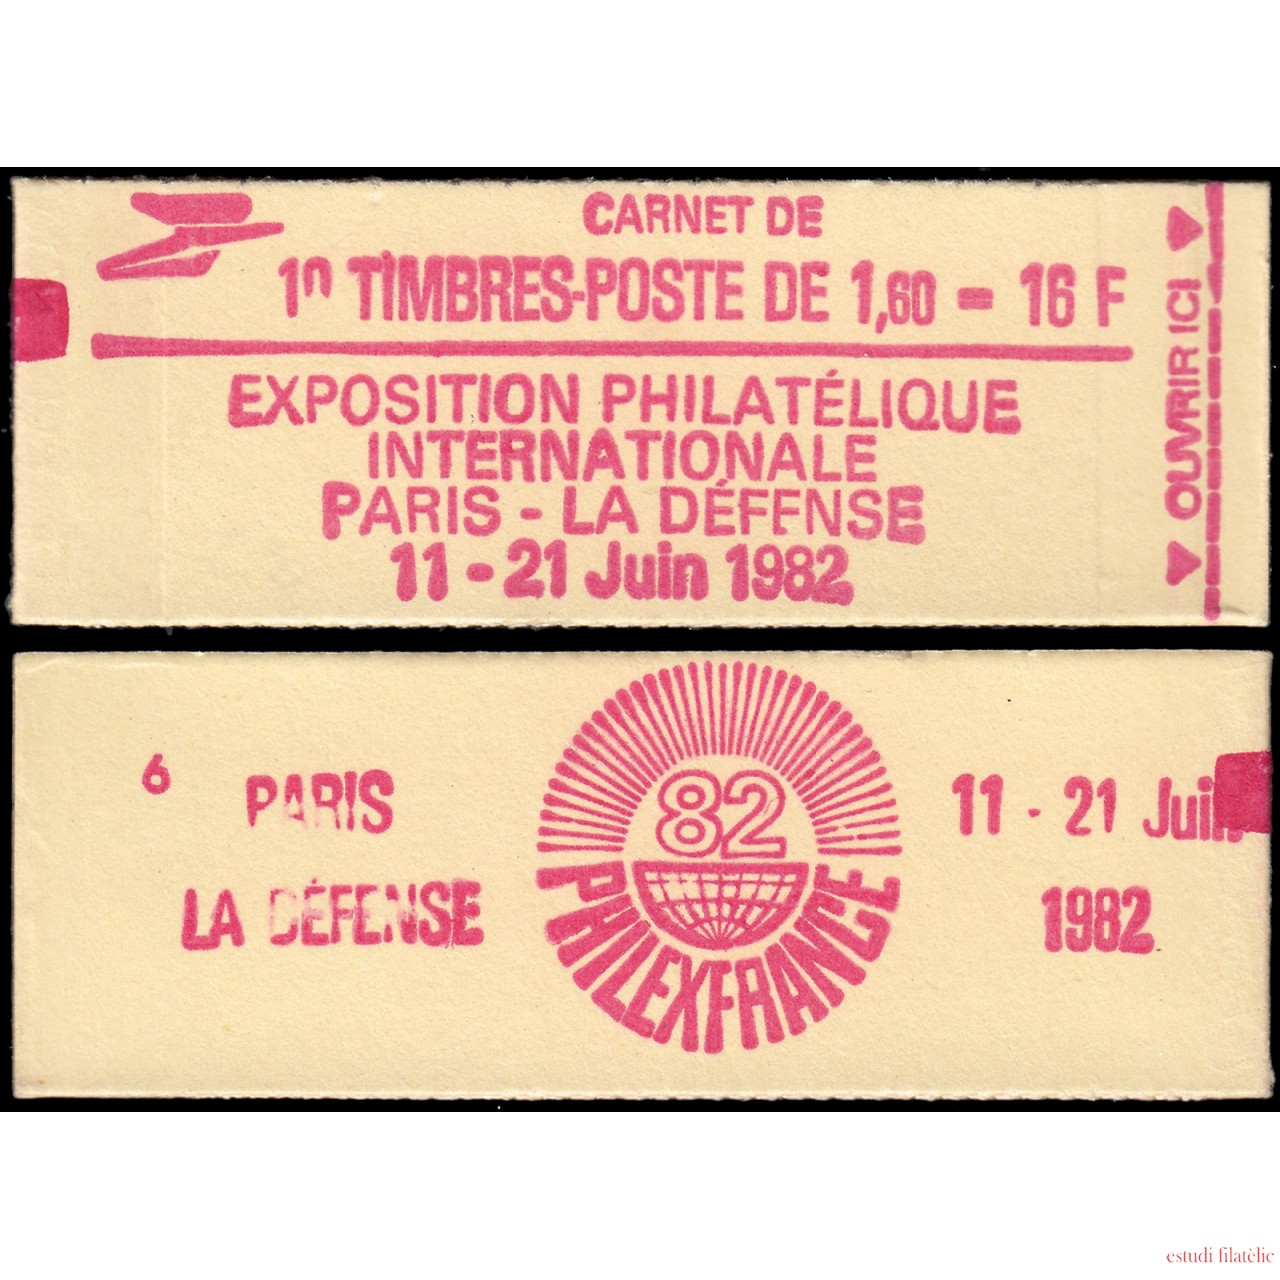 CARNET DE
10 TIMBRES-POSTE DE 1,60 = 16 F
EXPOSITION PHILATÉLIQUE
INTERNATIONALE
PARIS - LA DÉFENSE
11 - 21 Juin 1982
OUVRIR ICI
6
PARIS
LA DÉFENSE
82
PHILEXFRANCE
11 - 21 Juin
1982
estudi filatèlic